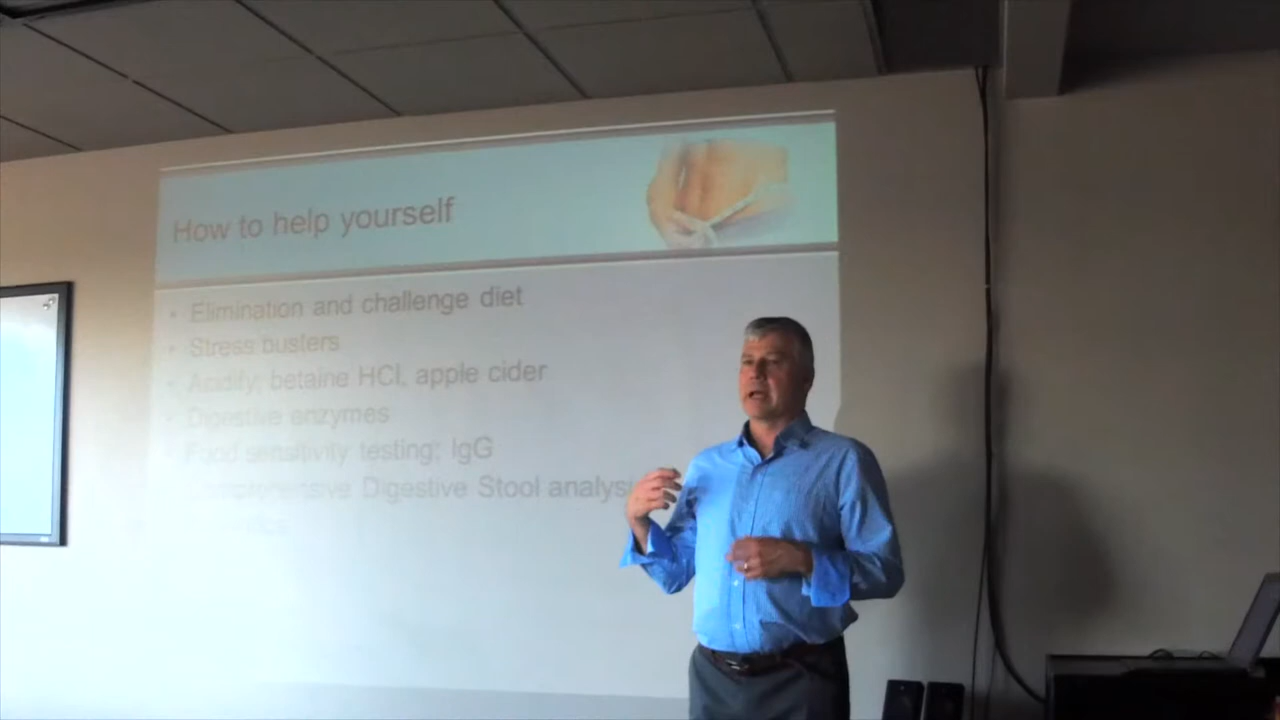 How to help yourself
• Elimination and challenge diet
• Stress busters
• Acidify; betaine HCl, apple cider
• Digestive enzymes
• Food sensitivity testing; IgG
Comprehensive Digestive Stool analysis